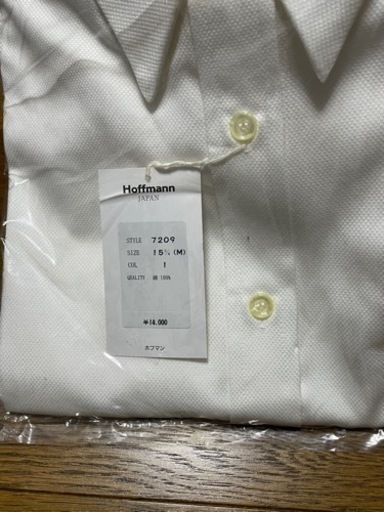 Hoffmann
JAPAN
STYLE 7209
SIZE 15½ (M)
COL 1
QUALITY 綿 100%
¥14.000
ホフマン